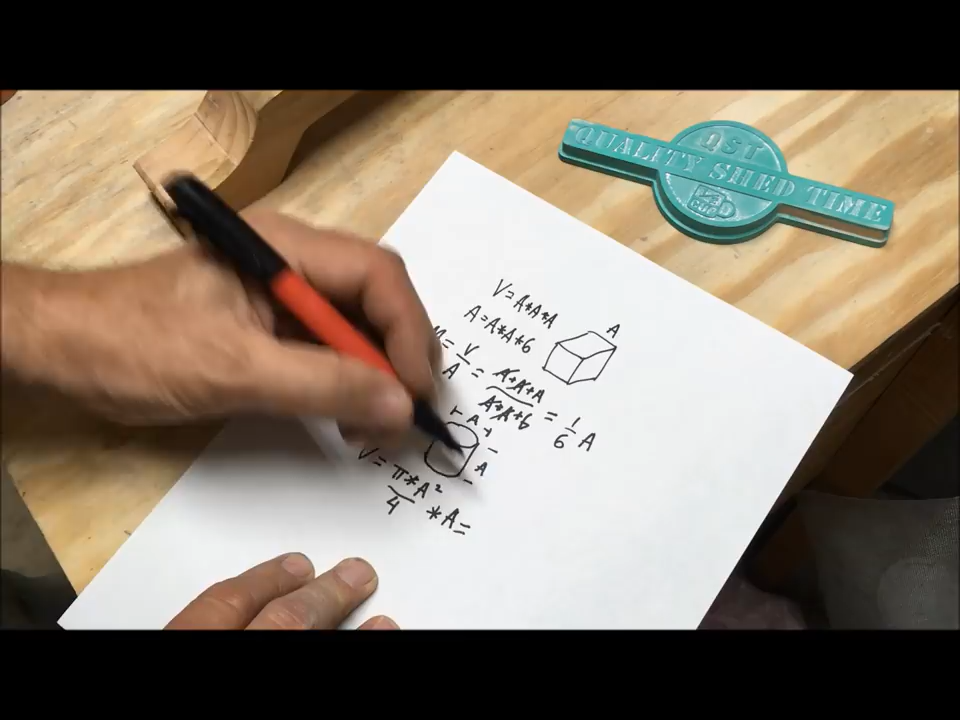 QST
QUALITY SHED TIME
V=A*A*A
A=A*A*6
A
M=V/A=A*A*A/A*A*6=1/6 A
A
A
V=π*A²/4*A=